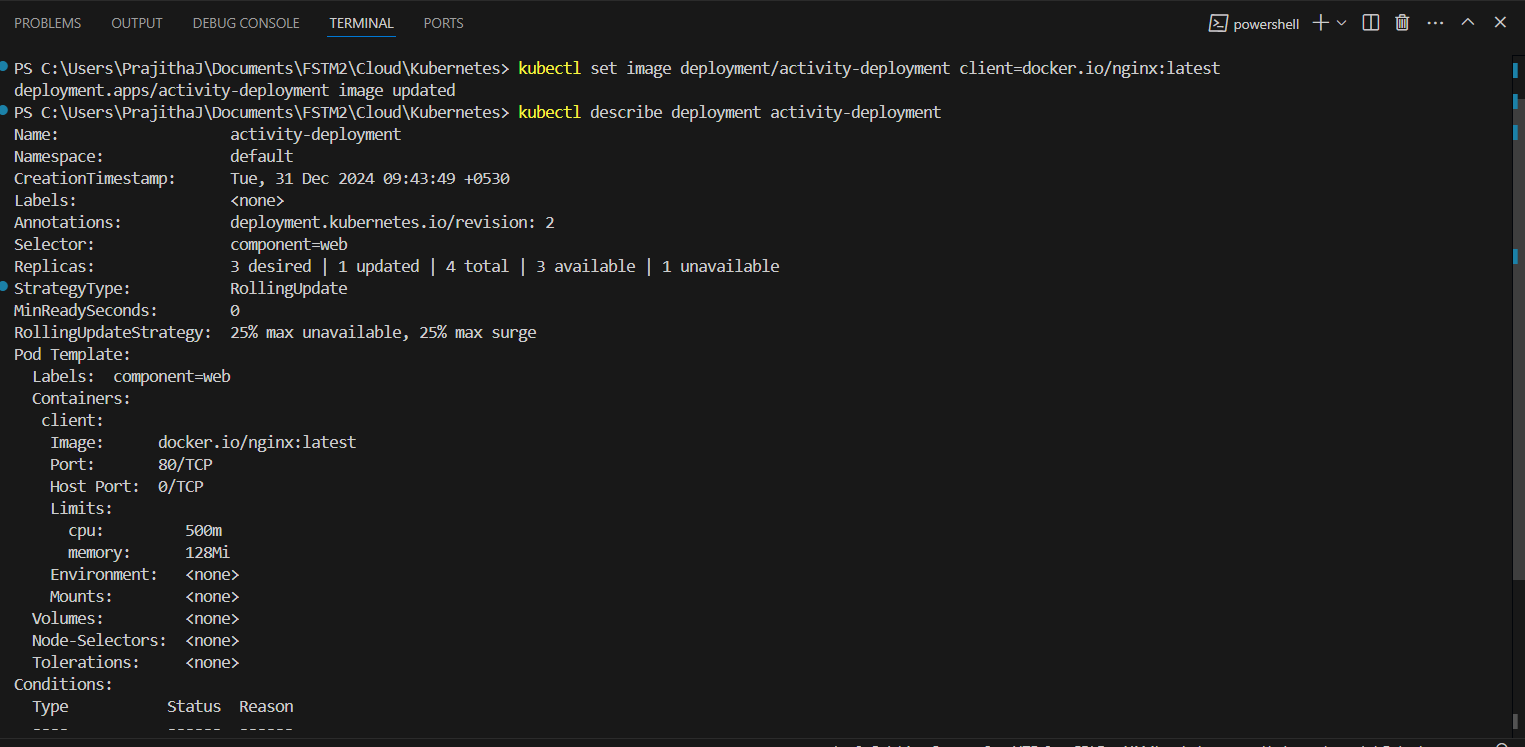 PROBLEMS OUTPUT DEBUG CONSOLE TERMINAL PORTS powershell
PS C:\Users\PrajithaJ\Documents\FSTM2\Cloud\Kubernetes> kubectl set image deployment/activity-deployment client=docker.io/nginx:latest
deployment.apps/activity-deployment image updated
PS C:\Users\PrajithaJ\Documents\FSTM2\Cloud\Kubernetes> kubectl describe deployment activity-deployment
Name:                   activity-deployment
Namespace:              default
CreationTimestamp:      Tue, 31 Dec 2024 09:43:49 +0530
Labels:                 <none>
Annotations:            deployment.kubernetes.io/revision: 2
Selector:               component=web
Replicas:               3 desired | 1 updated | 4 total | 3 available | 1 unavailable
StrategyType:           RollingUpdate
MinReadySeconds:        0
RollingUpdateStrategy:  25% max unavailable, 25% max surge
Pod Template:
  Labels:  component=web
  Containers:
   client:
    Image:      docker.io/nginx:latest
    Port:       80/TCP
    Host Port:  0/TCP
    Limits:
      cpu:         500m
      memory:      128Mi
    Environment:   <none>
    Mounts:        <none>
  Volumes:         <none>
  Node-Selectors:  <none>
  Tolerations:     <none>
Conditions:
  Type           Status  Reason
  ----           ------  ------